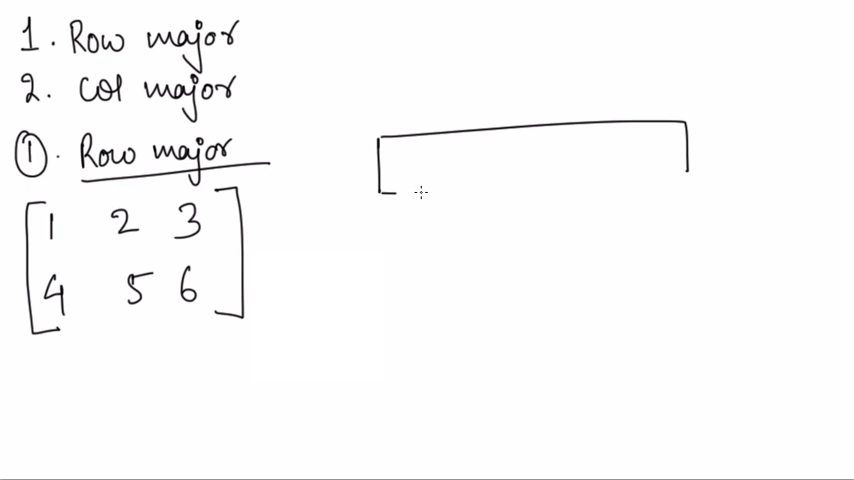 1. Row major
2. Col major
①. Row major
1 2 3
4 5 6